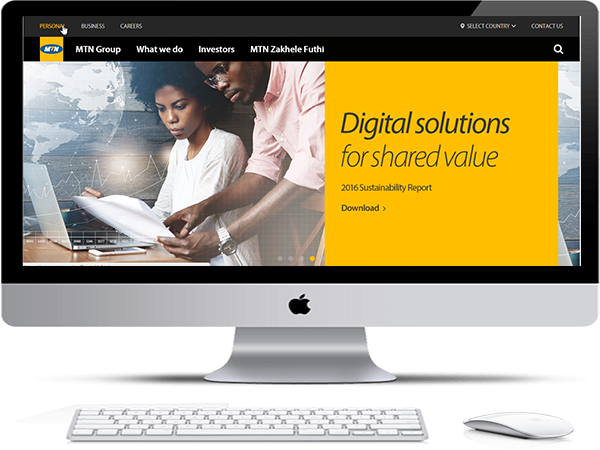 PERSONAL BUSINESS CAREERS SELECT COUNTRY CONTACT US
MTN MTN Group What we do Investors MTN Zakhele Futhi
Digital solutions
for shared value
2016 Sustainability Report
Download >